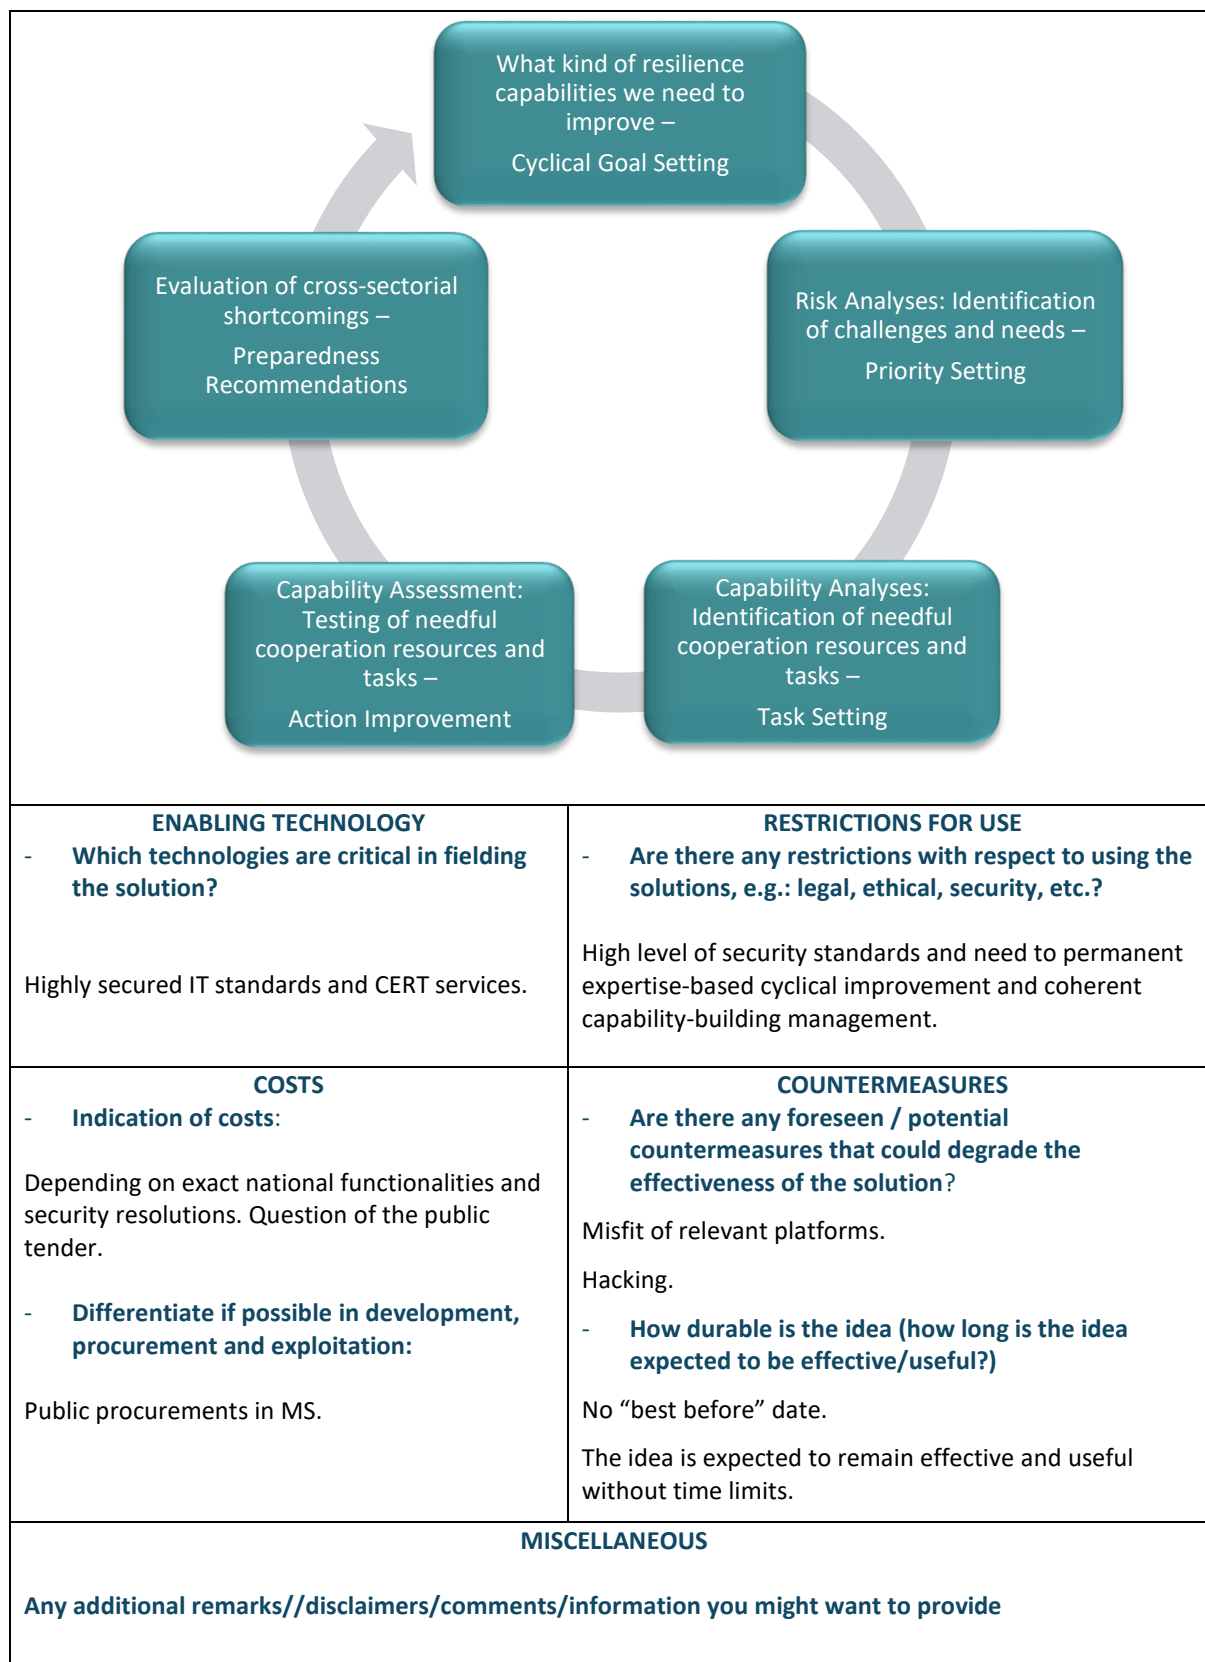 What kind of resilience
capabilities we need to
improve –
Cyclical Goal Setting
Risk Analyses: Identification
of challenges and needs –
Priority Setting
Capability Analyses:
Identification of needful
cooperation resources and
tasks –
Task Setting
Capability Assessment:
Testing of needful
cooperation resources and
tasks –
Action Improvement
Evaluation of cross-sectorial
shortcomings –
Preparedness
Recommendations
ENABLING TECHNOLOGY
- Which technologies are critical in fielding
the solution?
Highly secured IT standards and CERT services.
RESTRICTIONS FOR USE
- Are there any restrictions with respect to using the
solutions, e.g.: legal, ethical, security, etc.?
High level of security standards and need to permanent
expertise-based cyclical improvement and coherent
capability-building management.
COSTS
- Indication of costs:
Depending on exact national functionalities and
security resolutions. Question of the public
tender.
- Differentiate if possible in development,
procurement and exploitation:
Public procurements in MS.
COUNTERMEASURES
- Are there any foreseen / potential
countermeasures that could degrade the
effectiveness of the solution?
Misfit of relevant platforms.
Hacking.
- How durable is the idea (how long is the idea
expected to be effective/useful?)
No “best before” date.
The idea is expected to remain effective and useful
without time limits.
MISCELLANEOUS
Any additional remarks//disclaimers/comments/information you might want to provide